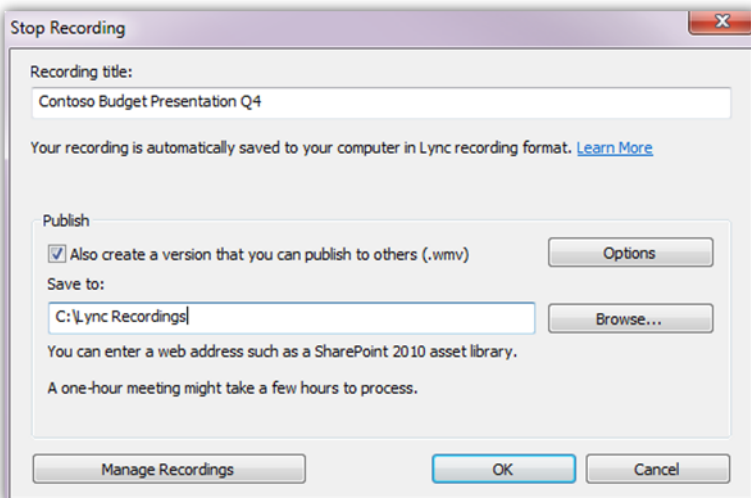 Stop Recording
Recording title:
Contoso Budget Presentation Q4
Your recording is automatically saved to your computer in Lync recording format. Learn More
Publish
Also create a version that you can publish to others (.wmv)
Options
Save to:
C:\Lync Recordings
Browse...
You can enter a web address such as a SharePoint 2010 asset library.
A one-hour meeting might take a few hours to process.
Manage Recordings
OK
Cancel